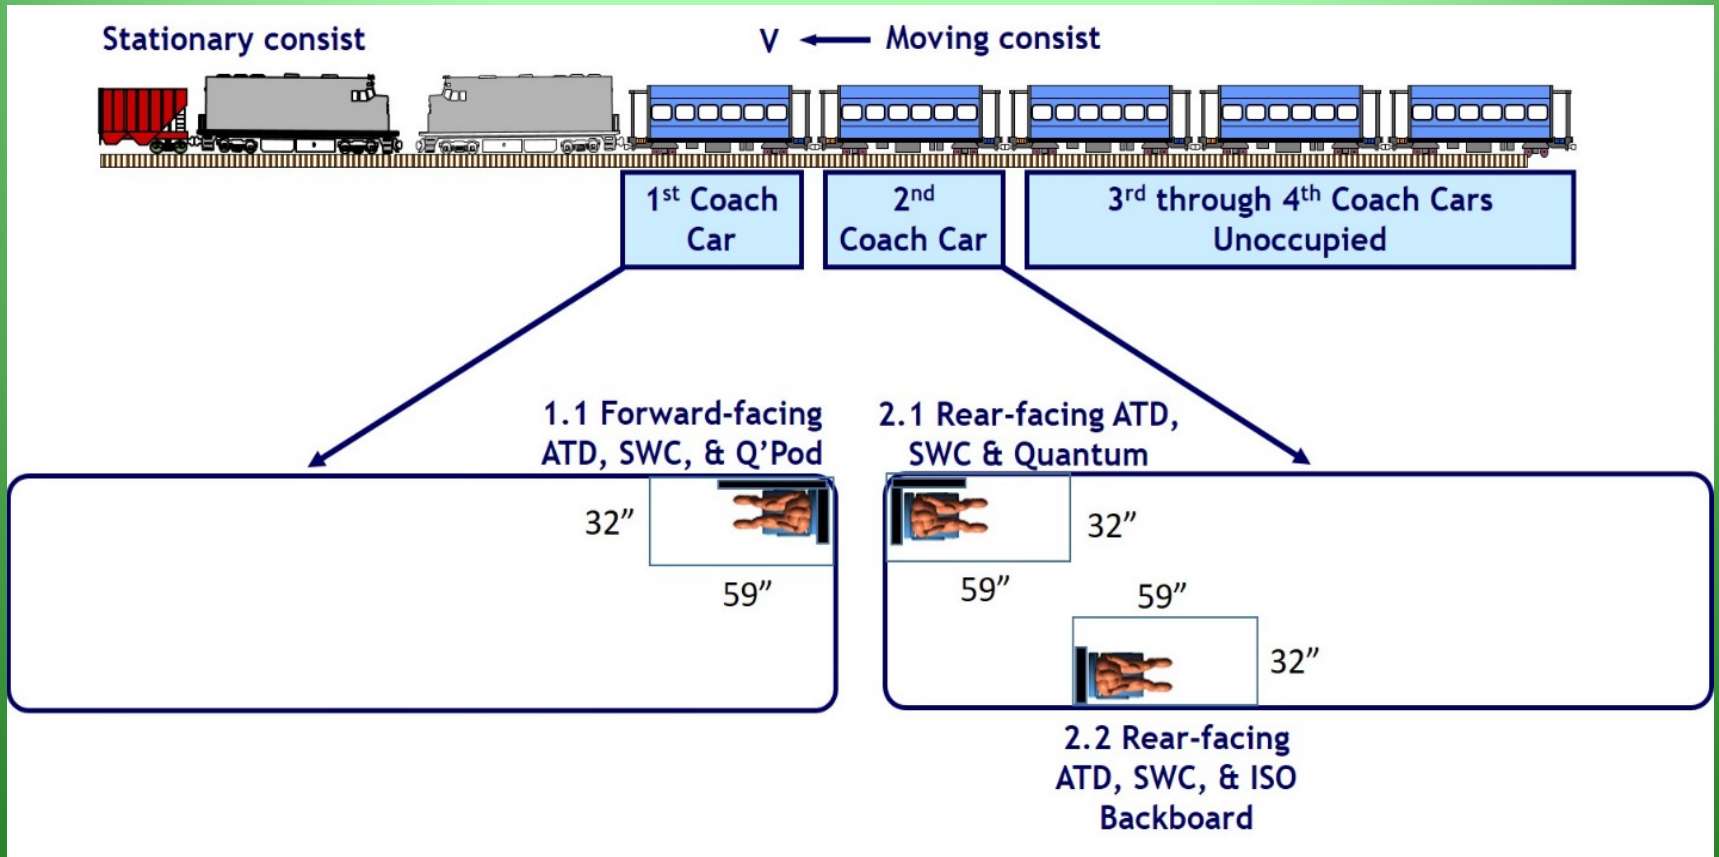 Stationary consist
V
Moving consist
1st Coach
Car
2nd
Coach Car
3rd through 4th Coach Cars
Unoccupied
1.1 Forward-facing
ATD, SWC, & Q’Pod
2.1 Rear-facing ATD,
SWC & Quantum
32”
59”
32”
59”
59”
32”
2.2 Rear-facing
ATD, SWC, & ISO
Backboard